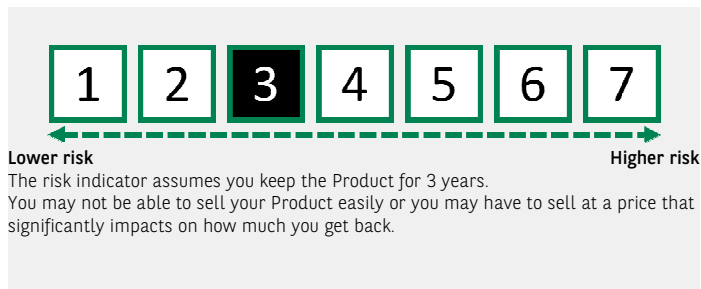 1 2 3 4 5 6 7
Lower risk Higher risk
The risk indicator assumes you keep the Product for 3 years.
You may not be able to sell your Product easily or you may have to sell at a price that
significantly impacts on how much you get back.